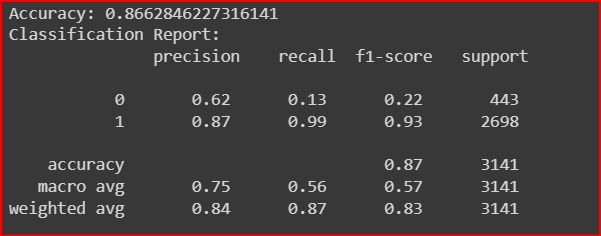 Accuracy: 0.8662846227316141
Classification Report:
precision recall f1-score support
0 0.62 0.13 0.22 443
1 0.87 0.99 0.93 2698
accuracy 0.87 3141
macro avg 0.75 0.56 0.57 3141
weighted avg 0.84 0.87 0.83 3141